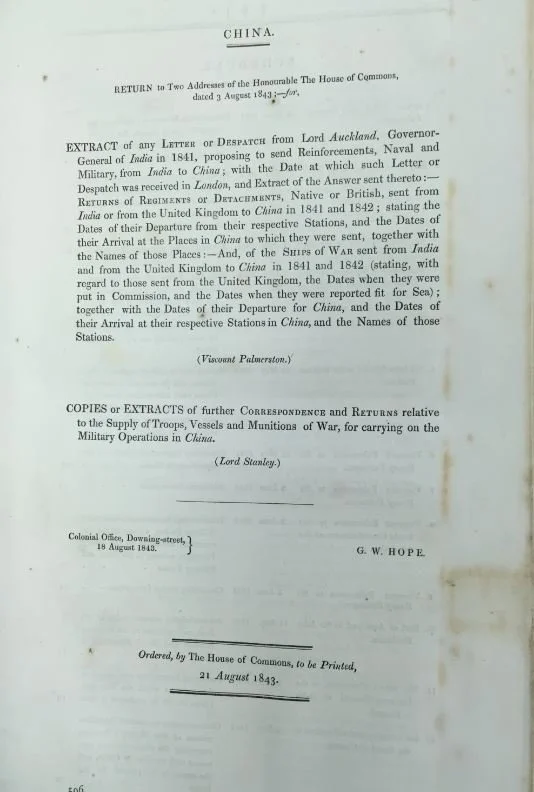 CHINA.
RETURN to Two Addresses of the Honourable The House of Commons,
dated 3 August 1843;—for,
EXTRACT of any LETTER or DESPATCH from Lord Auckland, Governor-
General of India in 1841, proposing to send Reinforcements, Naval and
Military, from India to China; with the Date at which such Letter or
Despatch was received in London, and Extract of the Answer sent thereto:—
RETURNS of REGIMENTS or DETACHMENTS, Native or British, sent from
India or from the United Kingdom to China in 1841 and 1842; stating the
Dates of their Departure from their respective Stations, and the Dates of
their Arrival at the Places in China to which they were sent, together with
the Names of those Places:—And, of the SHIPS of WAR sent from India
and from the United Kingdom to China in 1841 and 1842 (stating, with
regard to those sent from the United Kingdom, the Dates when they were
put in Commission, and the Dates when they were reported fit for Sea);
together with the Dates of their Departure for China, and the Dates of
their Arrival at their respective Stations in China, and the Names of those
Stations.
(Viscount Palmerston.)
COPIES or EXTRACTS of further CORRESPONDENCE and RETURNS relative
to the Supply of Troops, Vessels and Munitions of War, for carrying on the
Military Operations in China.
(Lord Stanley.)
Colonial Office, Downing-street, }
18 August 1843.
G. W. HOPE.
Ordered, by The House of Commons, to be Printed,
21 August 1843.
596